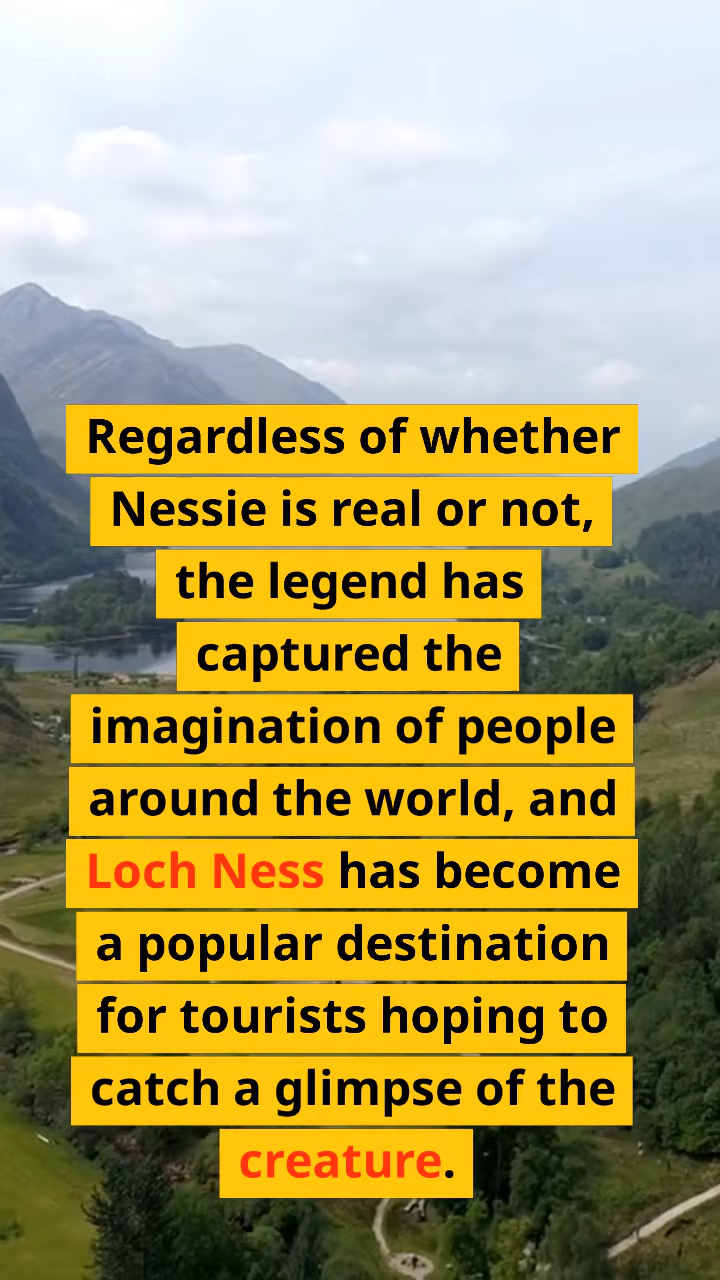 Regardless of whether
Nessie is real or not,
the legend has
captured the
imagination of people
around the world, and
Loch Ness has become
a popular destination
for tourists hoping to
catch a glimpse of the
creature.